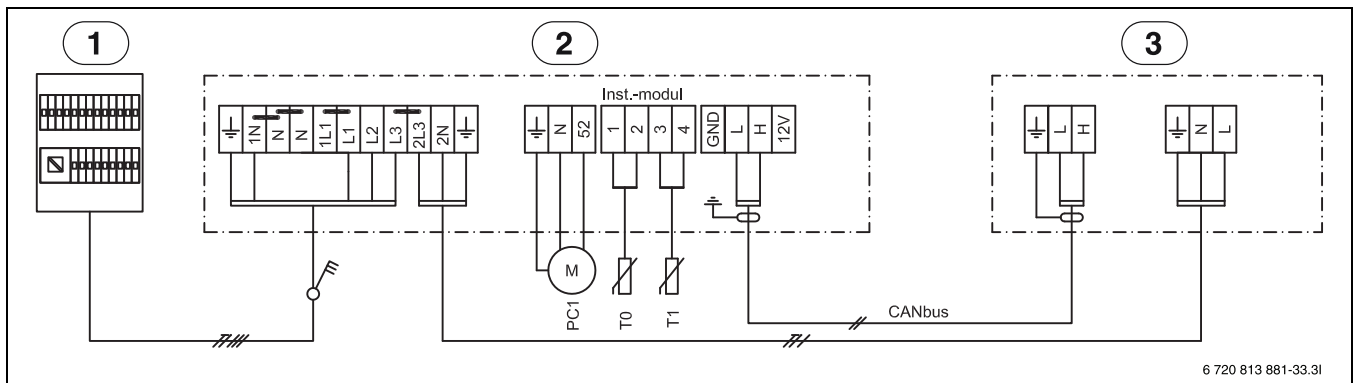 1
2
3
Inst.-modul
1N
N
N
1L1
L1
L2
L3
2L3
2N
N
52
1
2
3
4
GND
L
H
12V
L
H
N
L
M
PC1
T0
T1
CANbus
6 720 813 881-33.3I